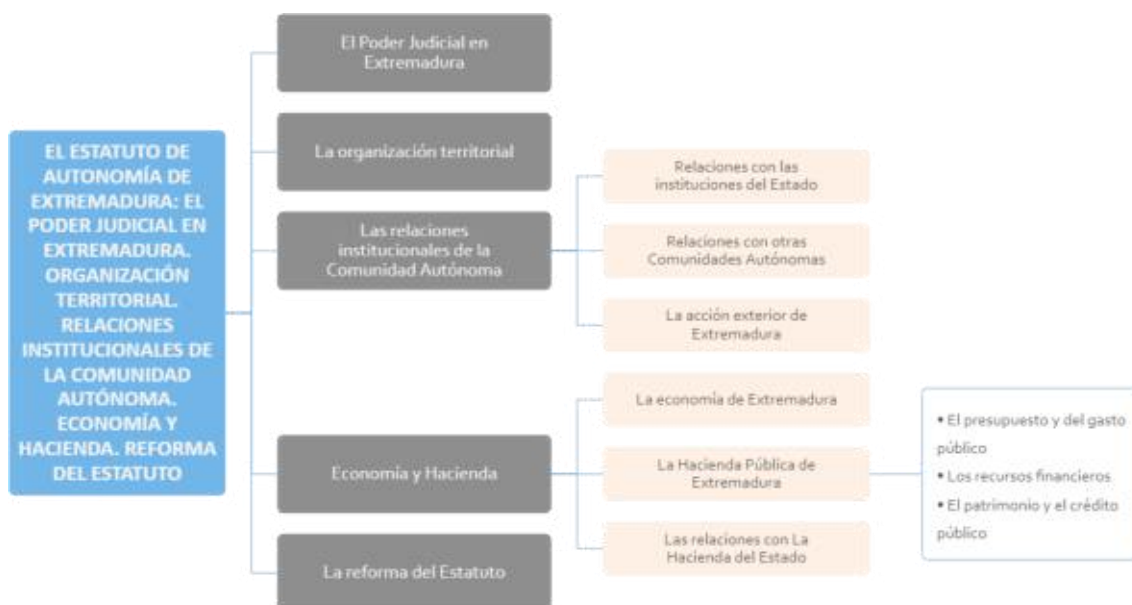 EL ESTATUTO DE
AUTONOMÍA DE
EXTREMADURA: EL
PODER JUDICIAL EN
EXTREMADURA.
ORGANIZACIÓN
TERRITORIAL.
RELACIONES
INSTITUCIONALES DE
LA COMUNIDAD
AUTÓNOMA.
ECONOMÍA Y
HACIENDA. REFORMA
DEL ESTATUTO
El Poder Judicial en
Extremadura
La organización territorial
Las relaciones
institucionales de la
Comunidad Autónoma
Relaciones con las
instituciones del Estado
Relaciones con otras
Comunidades Autónomas
La acción exterior de
Extremadura
Economía y Hacienda
La economía de Extremadura
La Hacienda Pública de
Extremadura
• El presupuesto y del gasto
público
• Los recursos financieros
• El patrimonio y el crédito
público
Las relaciones con La
Hacienda del Estado
La reforma del Estatuto